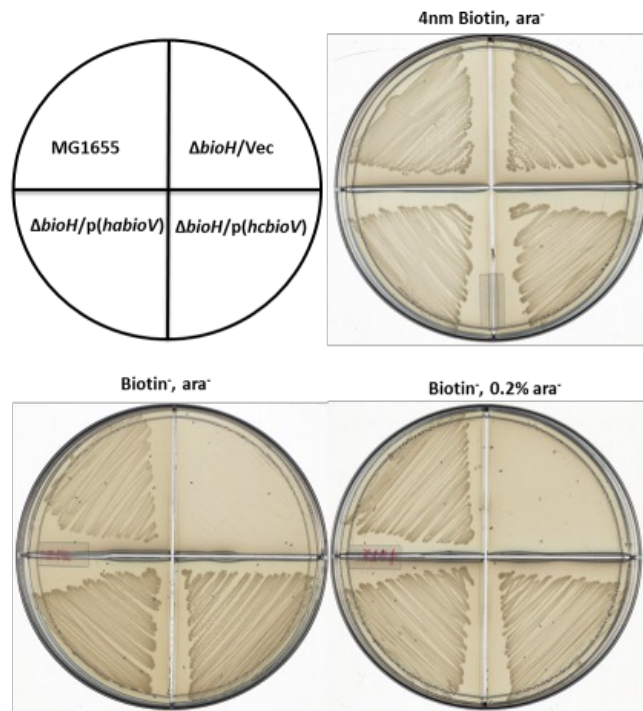 4nm Biotin, ara⁻
MG1655
ΔbioH/Vec
ΔbioH/p(habioV)
ΔbioH/p(hcbioV)
Biotin⁻, ara⁻
Biotin⁻, 0.2% ara⁻